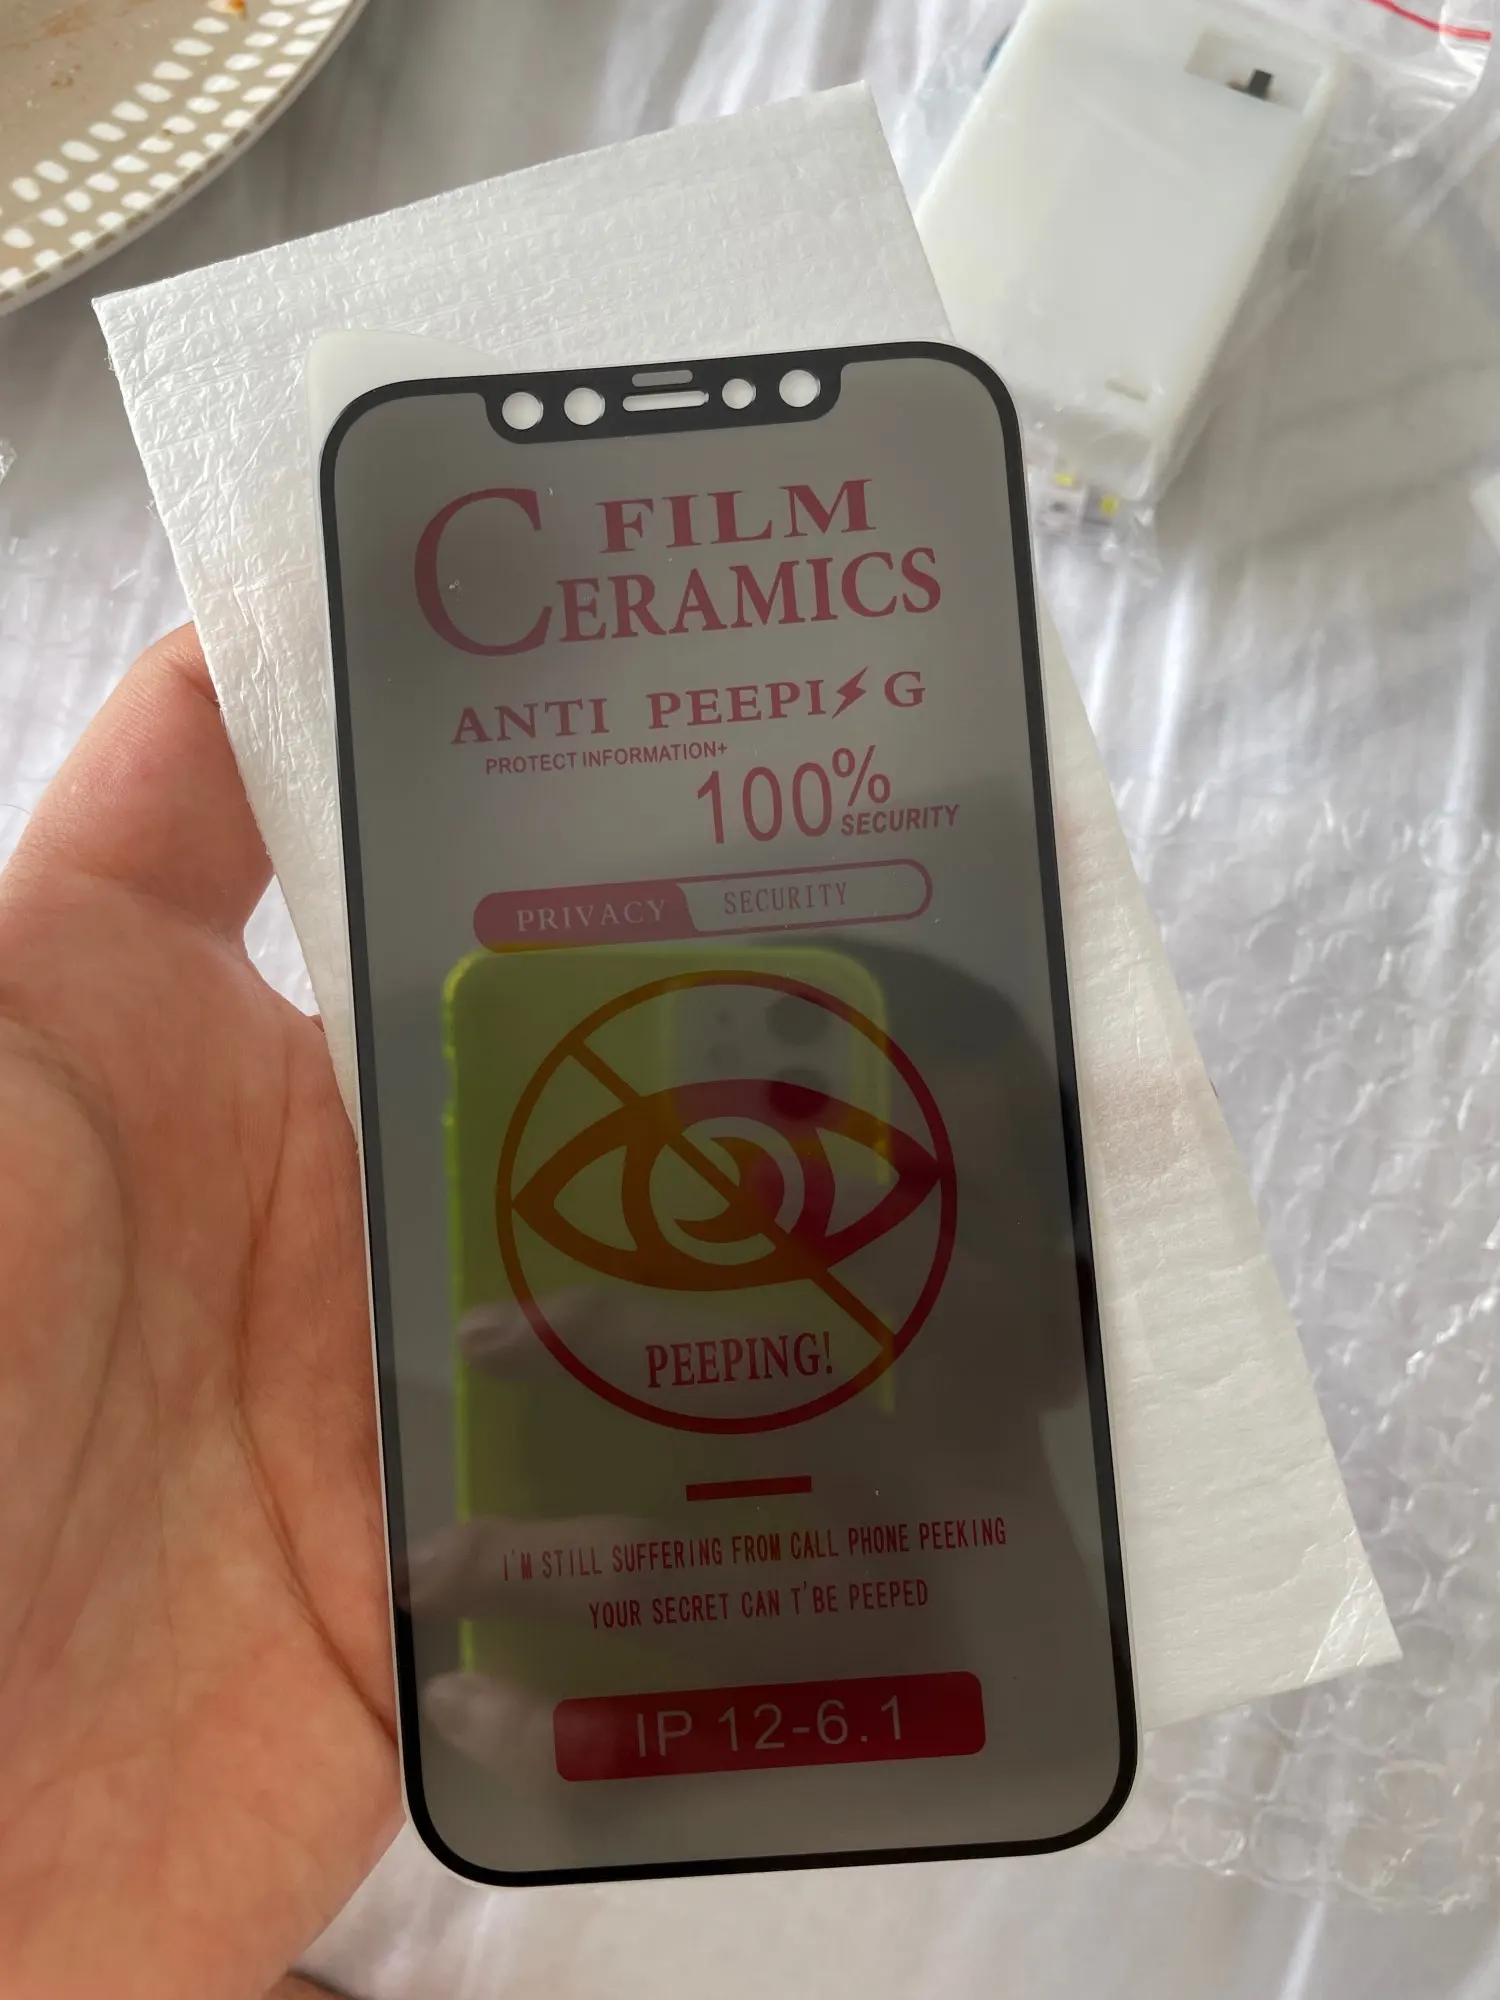 FILM
CERAMICS
ANTI PEEPI⚡G
PROTECT INFORMATION+
100%
SECURITY
PRIVACY SECURITY
PEEPING!
I'M STILL SUFFERING FROM CALL PHONE PEEKING
YOUR SECRET CAN T'BE PEEPED
IP 12-6.1